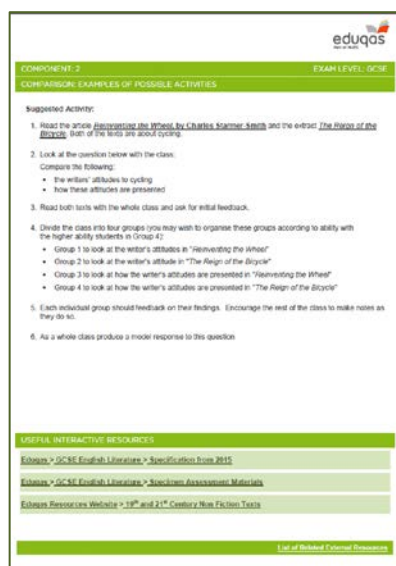 eduqas
COMPONENT: 2 EXAM LEVEL: GCSE
COMPARISON: EXAMPLES OF POSSIBLE ACTIVITIES
Suggested Activity:
1. Read the article Reinventing the Wheel, by Charles Starmer Smith and the extract The Reign of the
Bicycle. Both of the texts are about cycling.
2. Look at the question below with the class:
Compare the following:
• the writers' attitudes to cycling
• how these attitudes are presented
3. Read both texts with the whole class and ask for initial feedback.
4. Divide the class into four groups (you may wish to organise these groups according to ability with
the higher ability students in Group 4):
• Group 1 to look at the writer's attitudes in "Reinventing the Wheel"
• Group 2 to look at the writer's attitude in "The Reign of the Bicycle"
• Group 3 to look at how the writer's attitudes are presented in "Reinventing the Wheel"
• Group 4 to look at how the writer's attitudes are presented in "The Reign of the Bicycle"
5. Each individual group should feedback on their findings. Encourage the rest of the class to make notes as
they do so.
6. As a whole class produce a model response to this question
USEFUL INTERACTIVE RESOURCES
Eduqas > GCSE English Literature > Specification from 2015
Eduqas > GCSE English Literature > Specimen Assessment Materials
Eduqas Resources Website > 19th and 21st Century Non Fiction Texts
List of Related External Resources